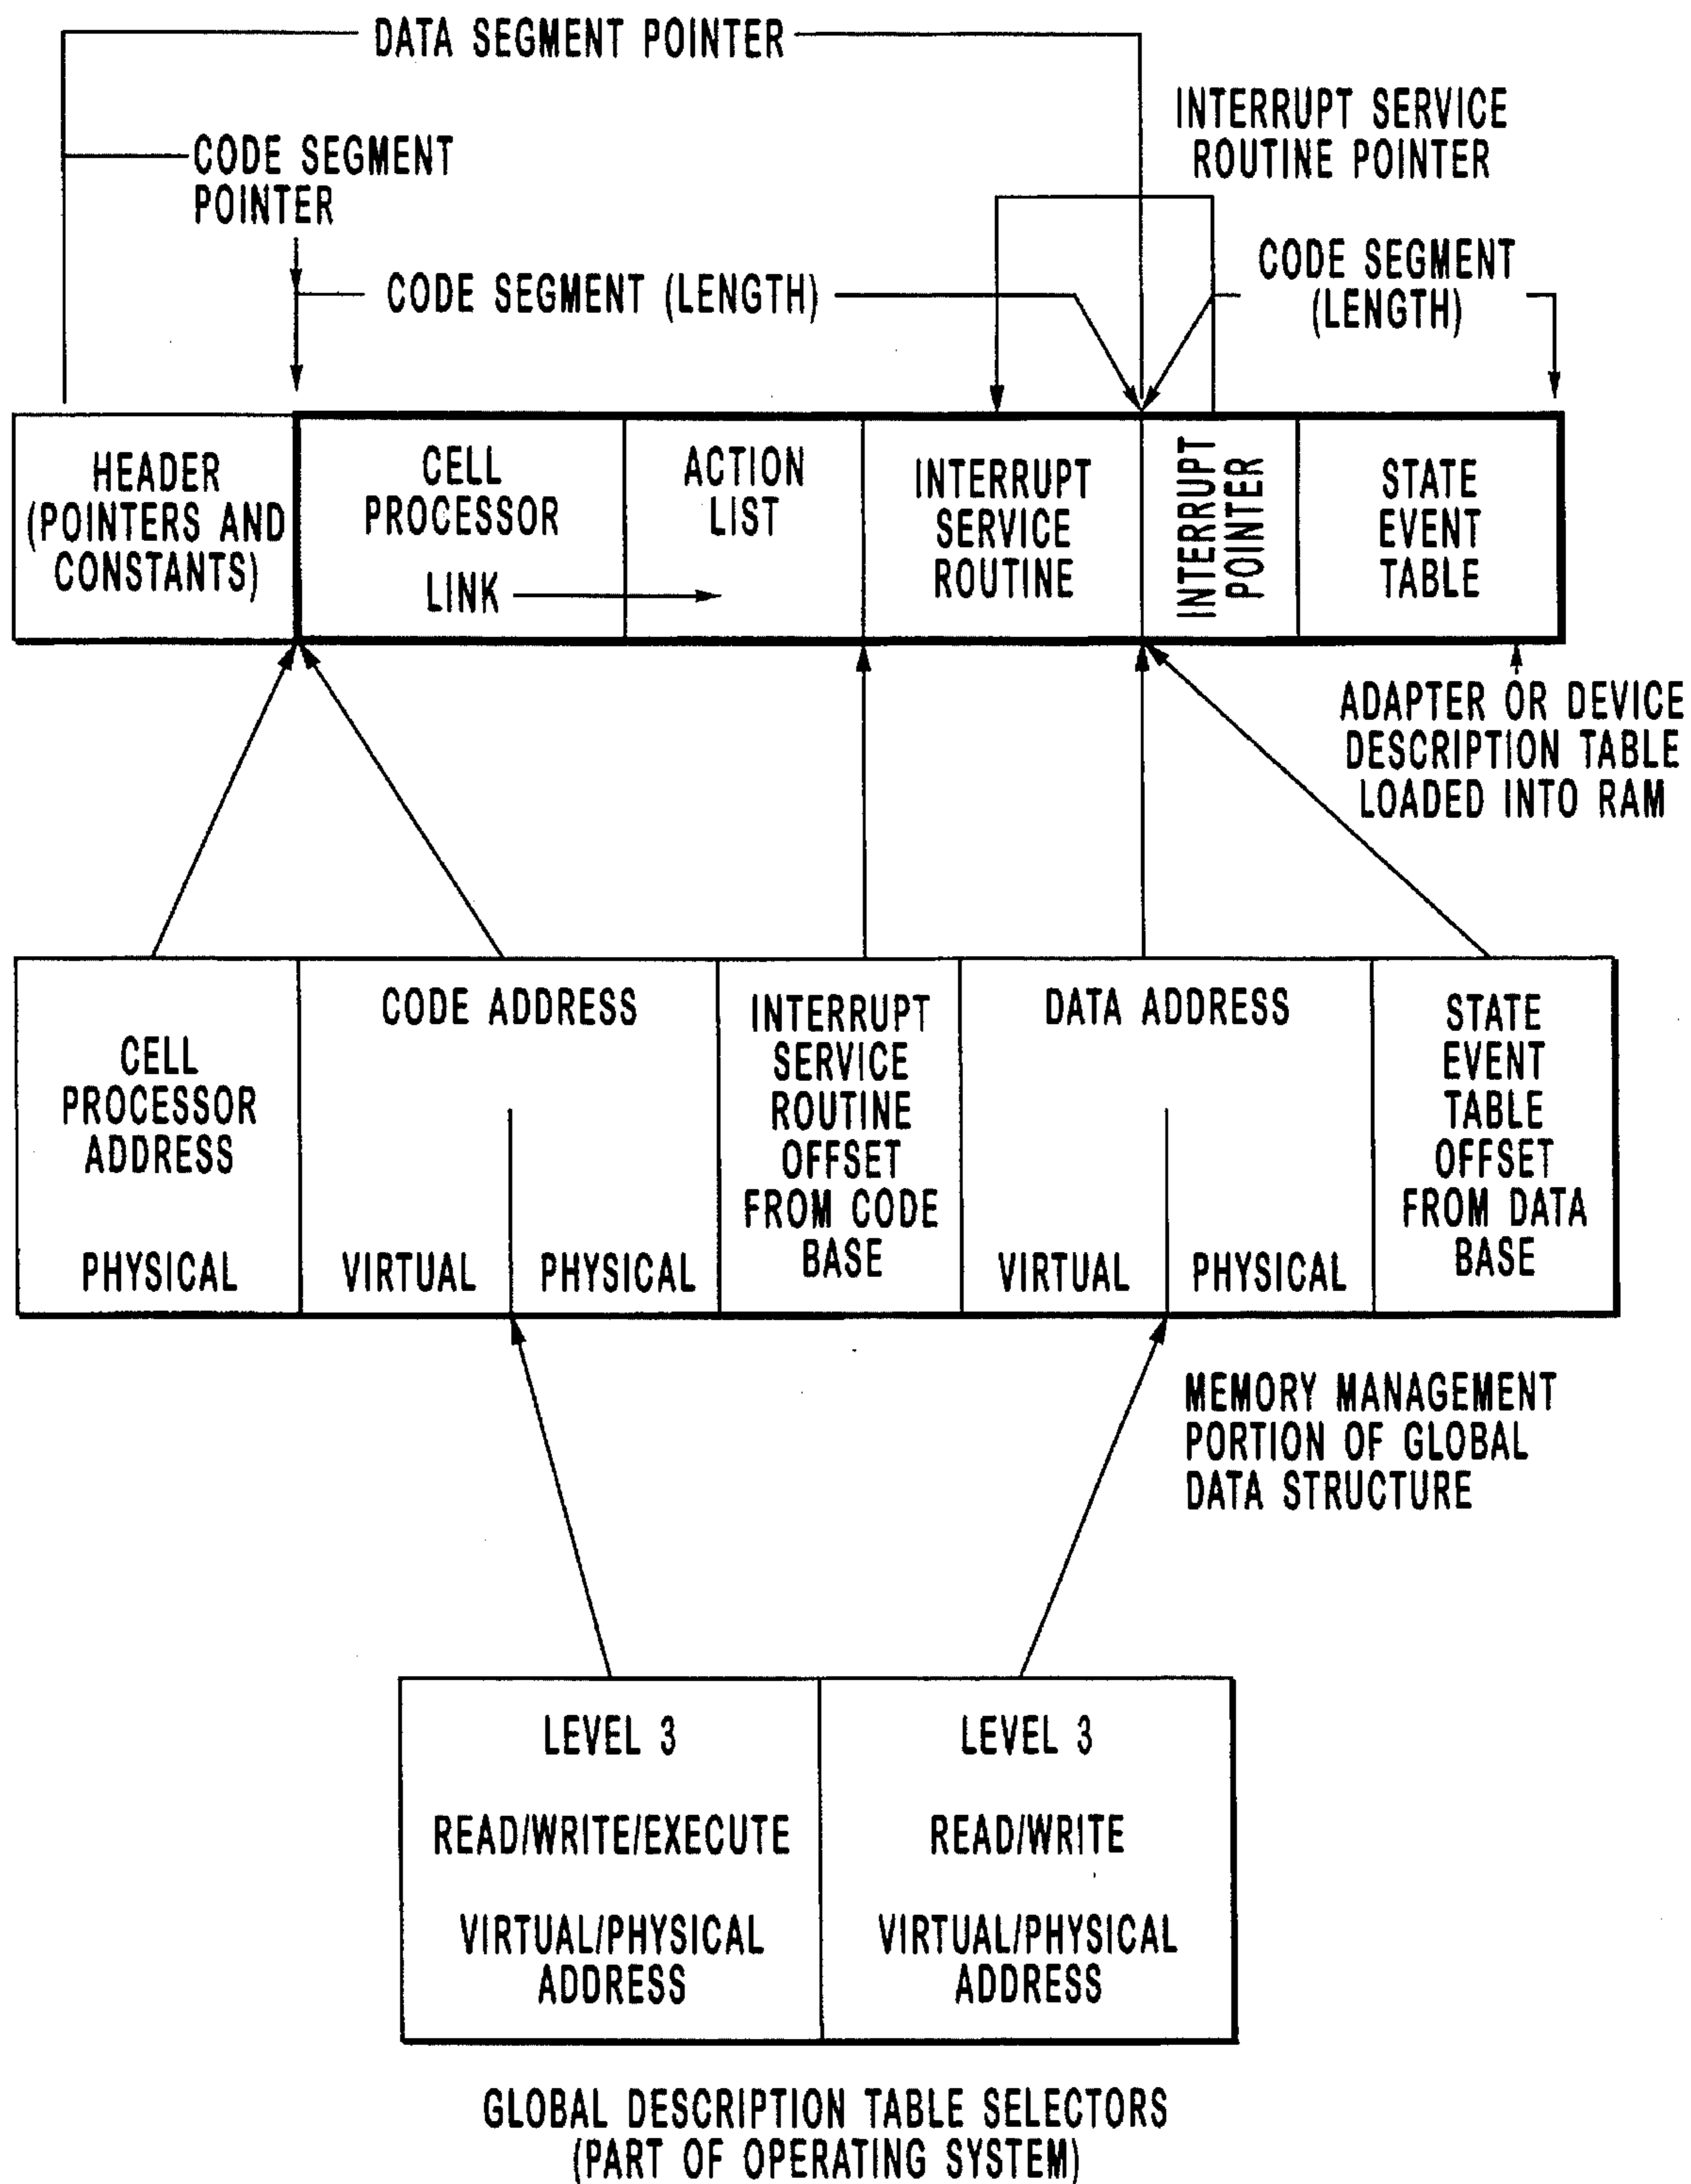 DATA SEGMENT POINTER
INTERRUPT SERVICE
ROUTINE POINTER
CODE SEGMENT
POINTER
CODE SEGMENT (LENGTH)
CODE SEGMENT
(LENGTH)
HEADER
(POINTERS AND
CONSTANTS)
CELL
PROCESSOR
LINK
ACTION
LIST
INTERRUPT
SERVICE
ROUTINE
INTERRUPT
POINTER
STATE
EVENT
TABLE
ADAPTER OR DEVICE
DESCRIPTION TABLE
LOADED INTO RAM
CELL
PROCESSOR
ADDRESS
PHYSICAL
CODE ADDRESS
VIRTUAL
PHYSICAL
INTERRUPT
SERVICE
ROUTINE
OFFSET
FROM CODE
BASE
DATA ADDRESS
VIRTUAL
PHYSICAL
STATE
EVENT
TABLE
OFFSET
FROM DATA
BASE
MEMORY MANAGEMENT
PORTION OF GLOBAL
DATA STRUCTURE
LEVEL 3
READ/WRITE/EXECUTE
VIRTUAL/PHYSICAL
ADDRESS
LEVEL 3
READ/WRITE
VIRTUAL/PHYSICAL
ADDRESS
GLOBAL DESCRIPTION TABLE SELECTORS
(PART OF OPERATING SYSTEM)